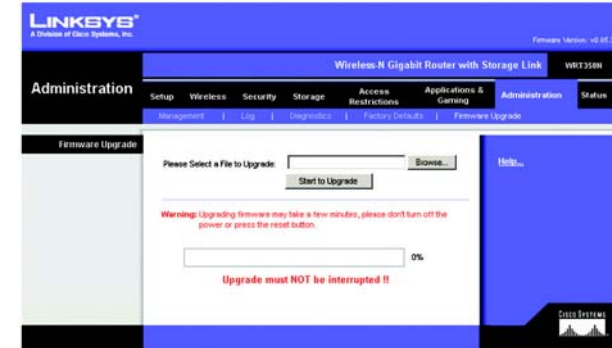 LINKSYS®
A Division of Cisco Systems, Inc.
Firmware Version: v0.05.
Wireless-N Gigabit Router with Storage Link WRT350N
Administration
Setup Wireless Security Storage Access Restrictions Applications & Gaming Administration Status
Management | Log | Diagnostics | Factory Defaults | Firmware Upgrade
Firmware Upgrade
Please Select a File to Upgrade: Browse...
Start to Upgrade
Help...
Warning: Upgrading firmware may take a few minutes, please don't turn off the
power or press the reset button.
0%
Upgrade must NOT be interrupted !!
CISCO SYSTEMS